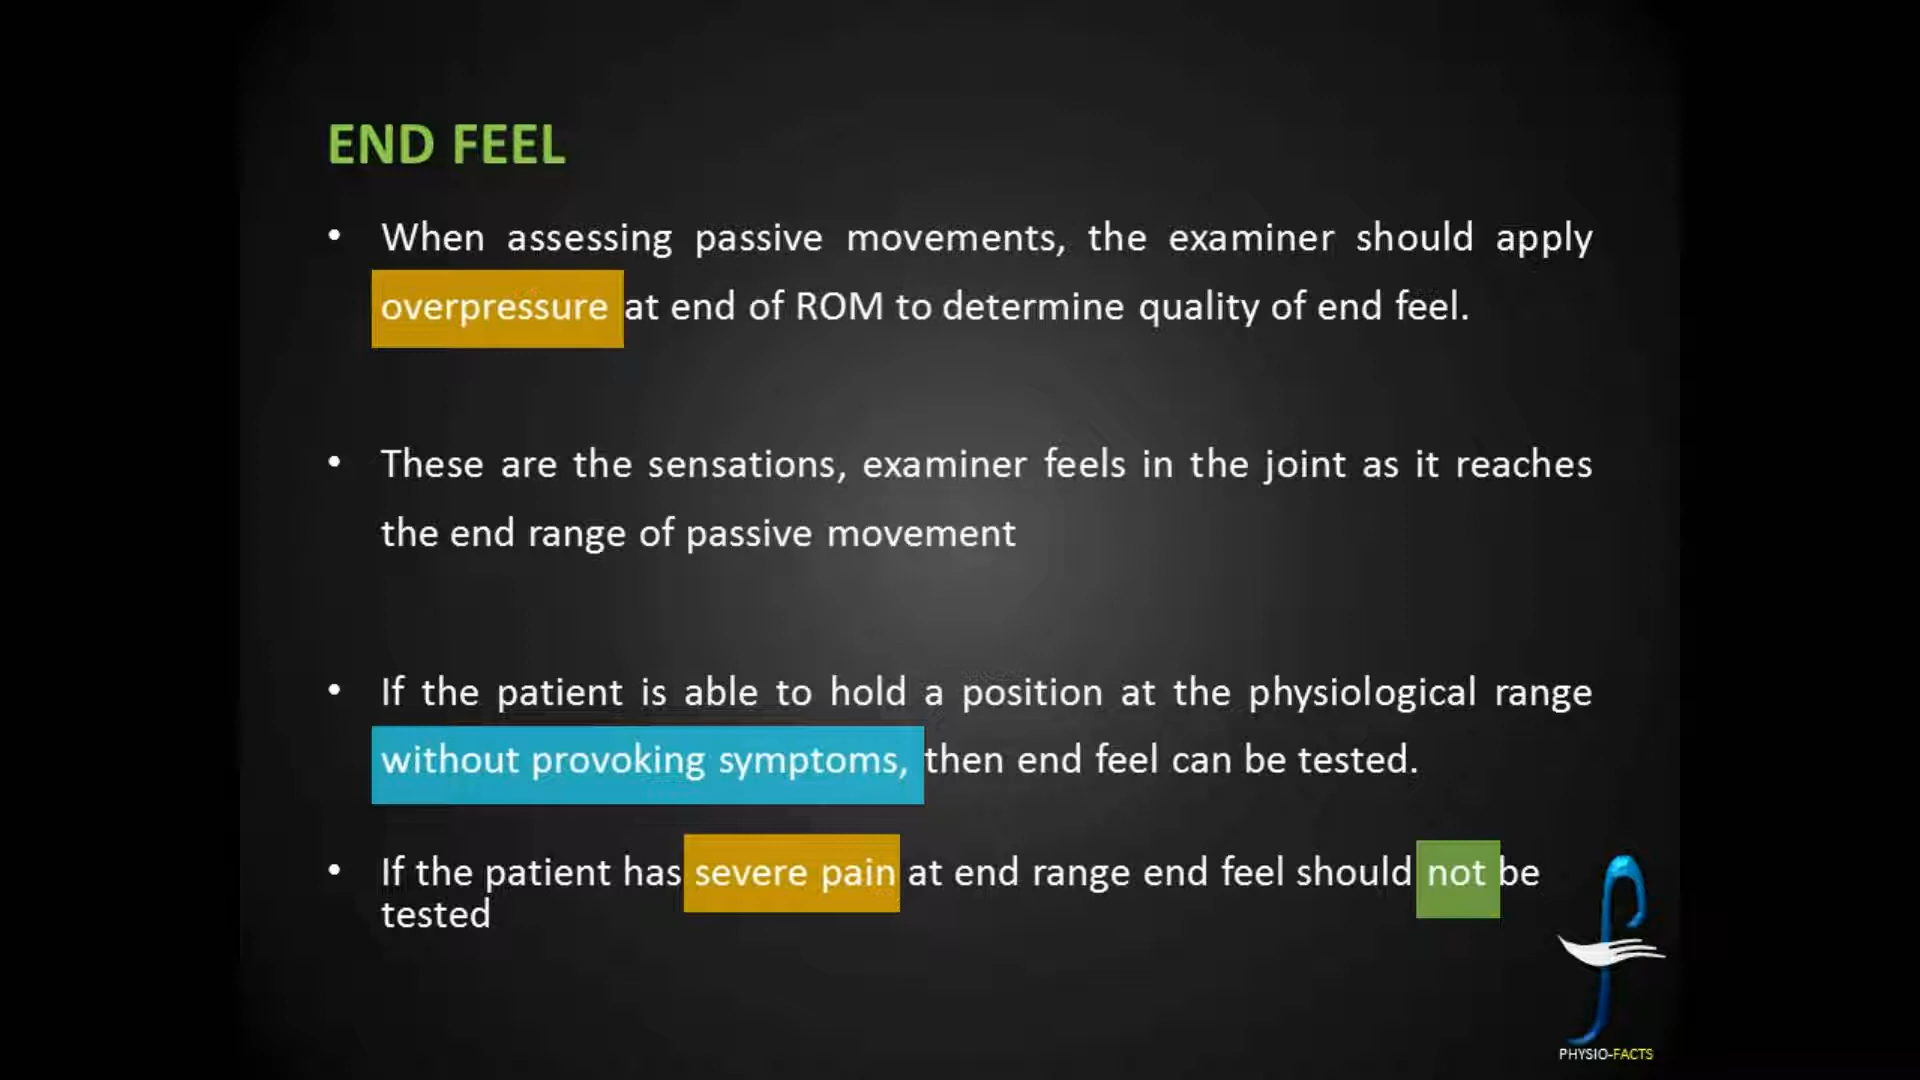 END FEEL
• When assessing passive movements, the examiner should apply
overpressure at end of ROM to determine quality of end feel.
• These are the sensations, examiner feels in the joint as it reaches
the end range of passive movement
• If the patient is able to hold a position at the physiological range
without provoking symptoms, then end feel can be tested.
• If the patient has severe pain at end range end feel should not be
tested
PHYSIO-FACTS